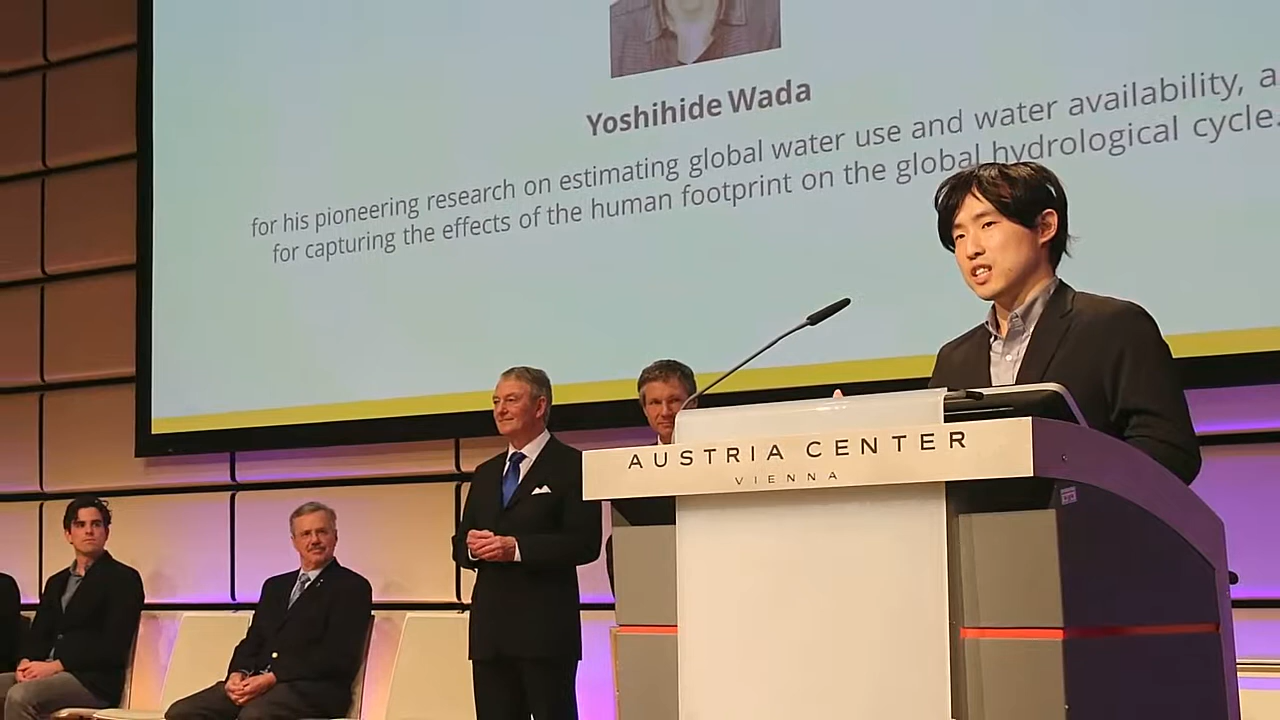 Yoshihide Wada
for his pioneering research on estimating global water use and water availability, a
for capturing the effects of the human footprint on the global hydrological cycle.
AUSTRIA CENTER
VIENNA